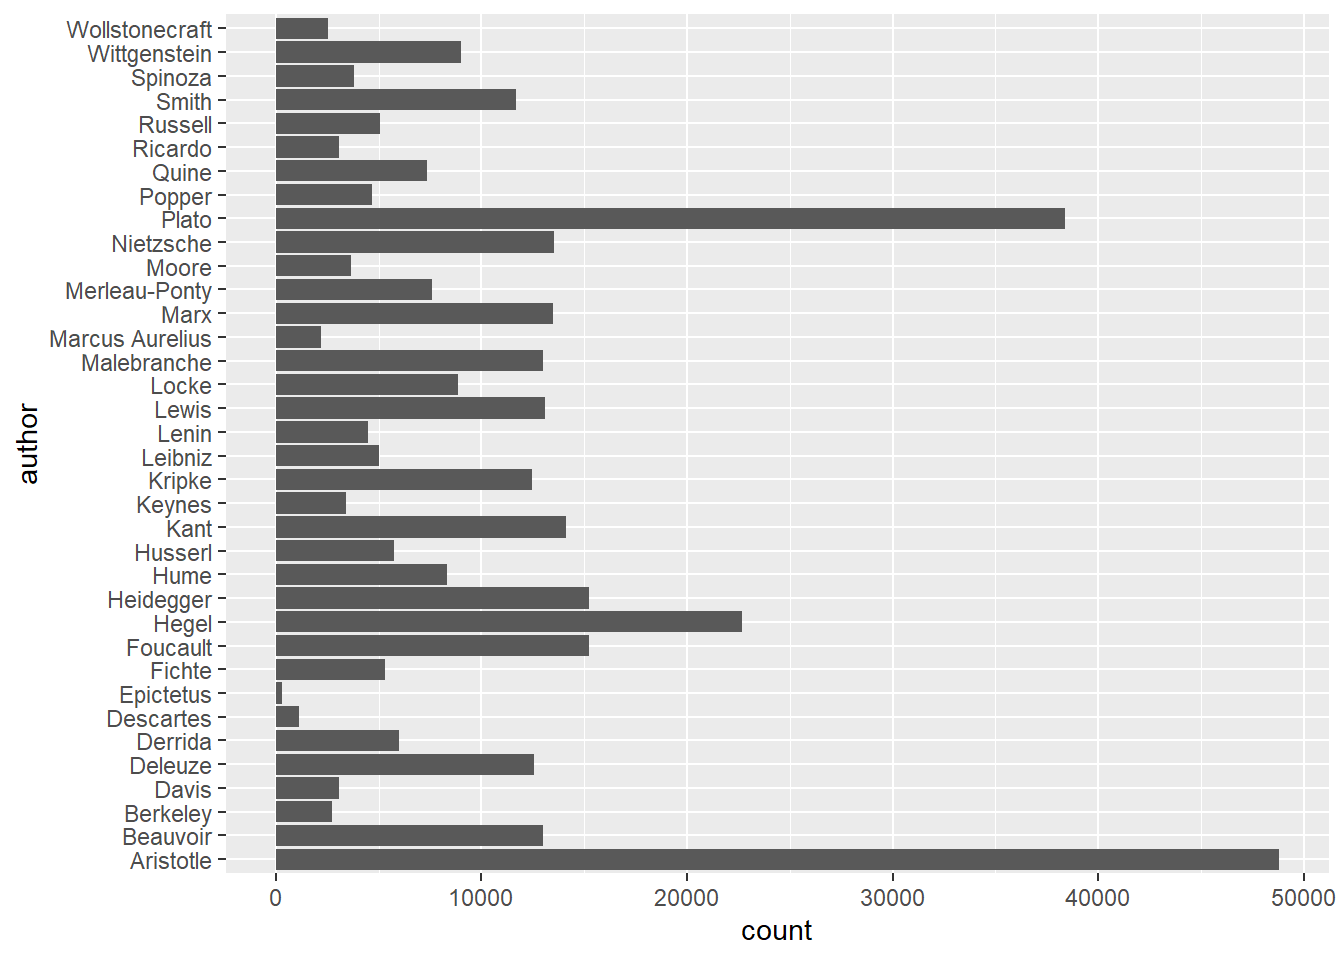 Wollstonecraft
Wittgenstein
Spinoza
Smith
Russell
Ricardo
Quine
Popper
Plato
Nietzsche
Moore
Merleau-Ponty
Marx
Marcus Aurelius
Malebranche
Locke
Lewis
Lenin
Leibniz
Kripke
Keynes
Kant
Husserl
Hume
Heidegger
Hegel
Foucault
Fichte
Epictetus
Descartes
Derrida
Deleuze
Davis
Berkeley
Beauvoir
Aristotle
author
0 10000 20000 30000 40000 50000
count